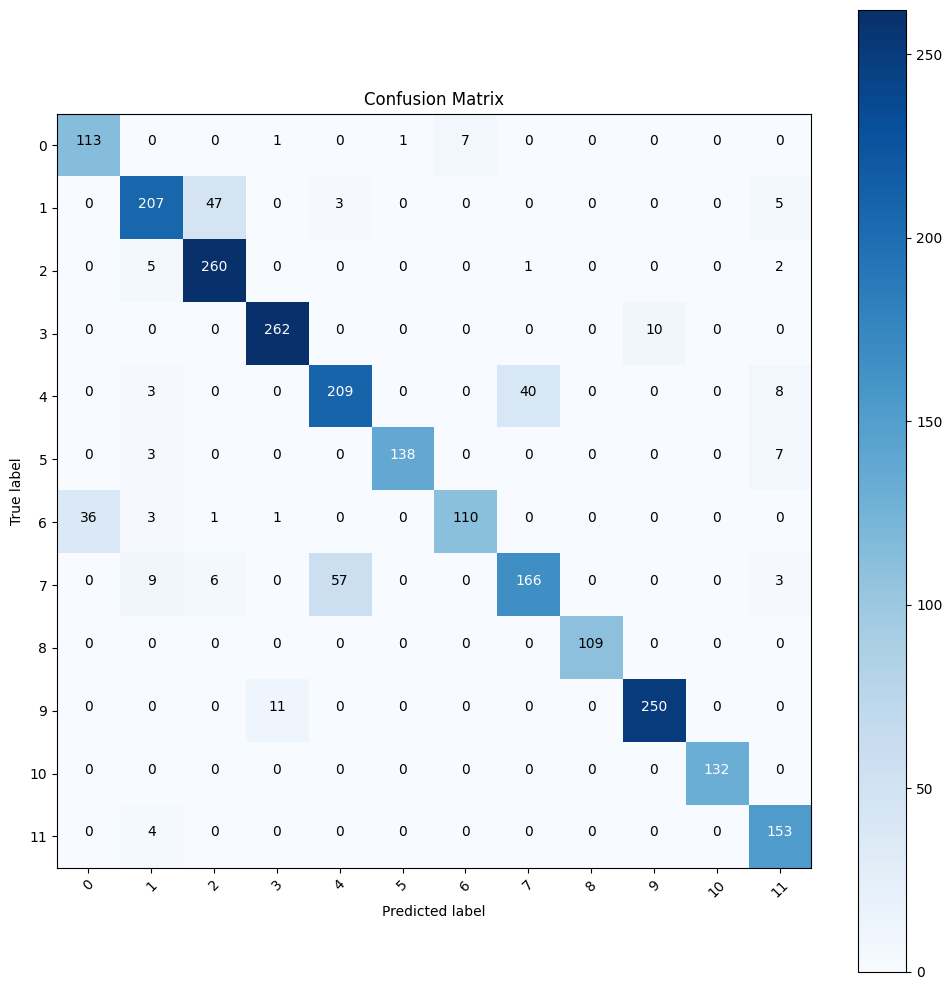 Confusion Matrix
0 113 0 0 1 0 1 7 0 0 0 0 0
1 0 207 47 0 3 0 0 0 0 0 0 5
2 0 5 260 0 0 0 0 1 0 0 0 2
3 0 0 0 262 0 0 0 0 0 10 0 0
4 0 3 0 0 209 0 0 40 0 0 0 8
5 0 3 0 0 0 138 0 0 0 0 0 7
6 36 3 1 1 0 0 110 0 0 0 0 0
7 0 9 6 0 57 0 0 166 0 0 0 3
8 0 0 0 0 0 0 0 0 109 0 0 0
9 0 0 0 11 0 0 0 0 0 250 0 0
10 0 0 0 0 0 0 0 0 0 0 132 0
11 0 4 0 0 0 0 0 0 0 0 0 153
0 1 2 3 4 5 6 7 8 9 10 11
Predicted label
True label
250
200
150
100
50
0